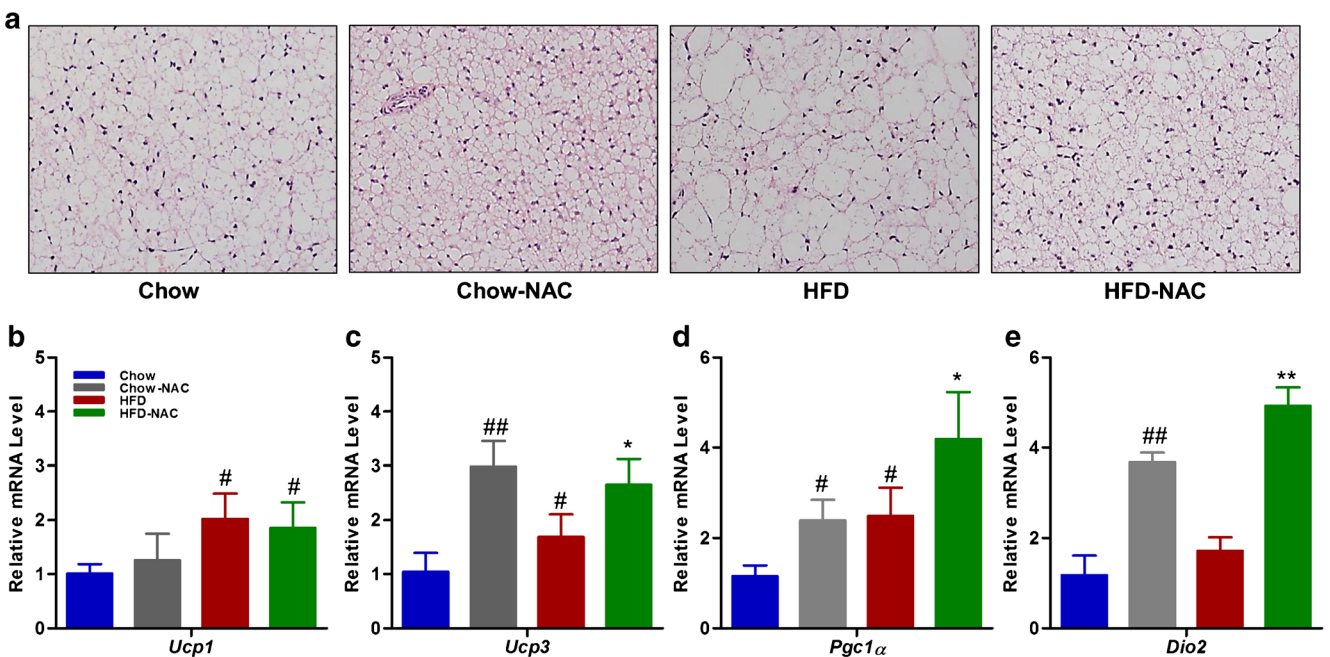 a
Chow
Chow-NAC
HFD
HFD-NAC
b
Relative mRNA Level
5
4
3
2
1
0
Chow
Chow-NAC
HFD
HFD-NAC
#
#
Ucp1
c
Relative mRNA Level
5
4
3
2
1
0
##
#
*
Ucp3
d
Relative mRNA Level
6
4
2
0
#
#
*
Pgc1α
e
Relative mRNA Level
6
4
2
0
##
**
Dio2